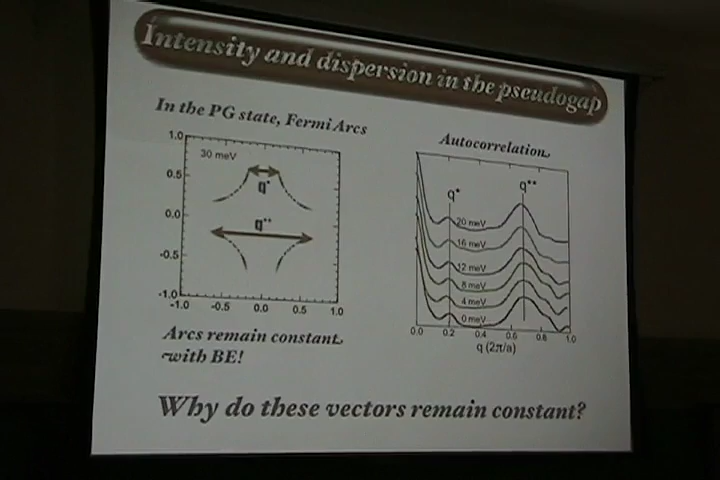 Intensity and dispersion in the pseudogap
In the PG state, Fermi Arcs
1.0
0.5
0.0
-0.5
-1.0
30 meV
q*
q**
-1.0 -0.5 0.0 0.5 1.0
Arcs remain constant
with BE!
Autocorrelation
q*
q**
20 meV
16 meV
12 meV
8 meV
4 meV
0 meV
0.0 0.2 0.4 0.6 0.8 1.0
q (2π/a)
Why do these vectors remain constant?